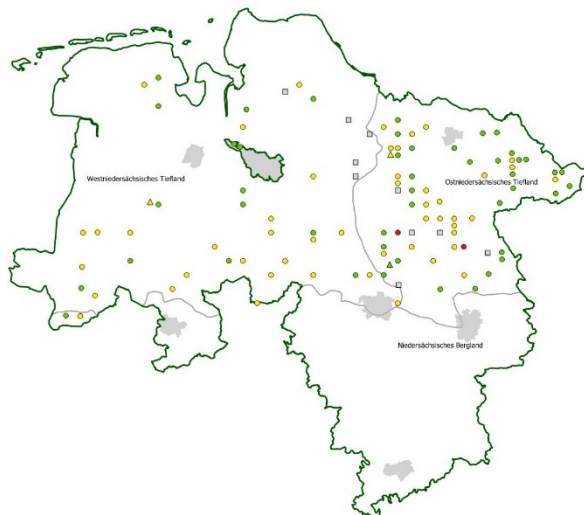 Westniedersächsisches Tiefland
Ostniedersächsisches Tiefland
Niedersächsisches Bergland